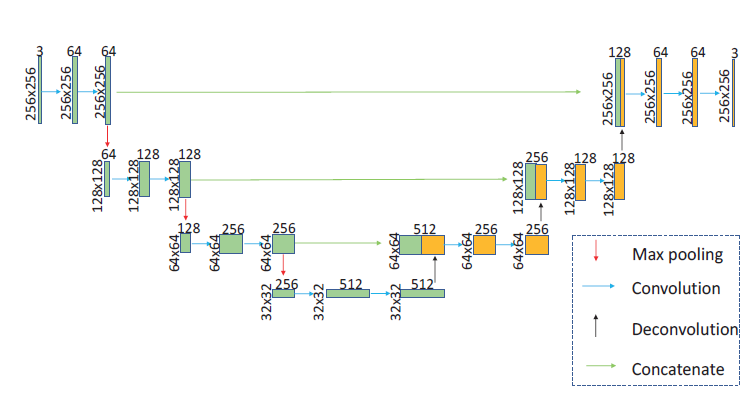 3 64 64 128 64 64 3
256x256 256x256 256x256 256x256 256x256 256x256 256x256
64 128 128 256 128 128
128x128 128x128 128x128 128x128 128x128 128x128
128 256 256 512 256 256
64x64 64x64 64x64 64x64 64x64 64x64
256 512 512
32x32 32x32 32x32
Max pooling
Convolution
Deconvolution
Concatenate